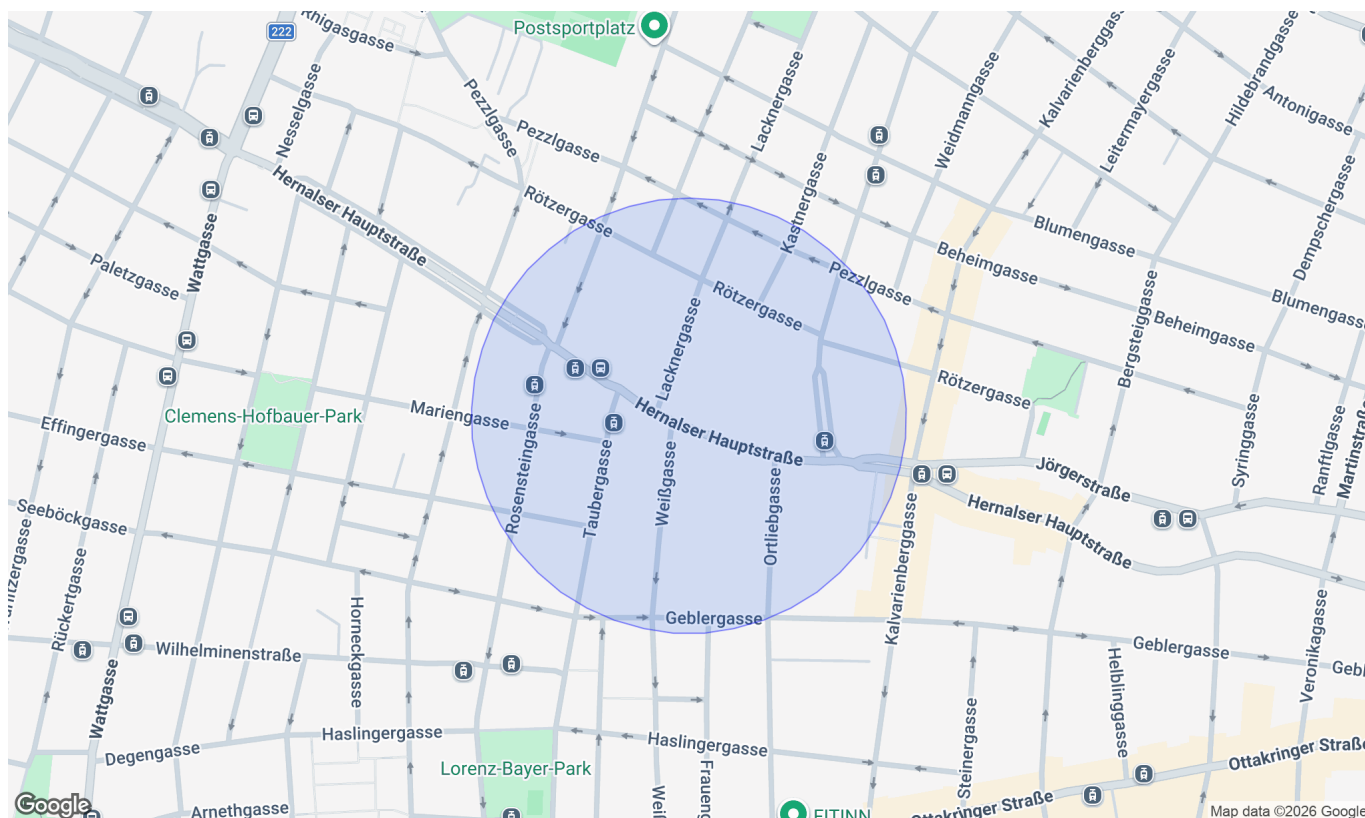 Postsportplatz
222
Rhigasgasse
Nesselgasse
Pezzlgasse
Pezzlgasse
Lacknergasse
Weidmanngasse
Kalvarienberggasse
Leitermayergasse
Hildebrandgasse
Antonigasse
Hernalser Hauptstraße
Rötzergasse
Kastnergasse
Blumengasse
Dempschergasse
Wattgasse
Paletzgasse
Pezzlgasse
Beheimgasse
Blumengasse
Rötzergasse
Lacknergasse
Beheimgasse
Bergsteiggasse
Rötzergasse
Clemens-Hofbauer-Park
Mariengasse
Hernalser Hauptstraße
Effingergasse
Rosensteingasse
Taubergasse
Weißgasse
Ortliebgasse
Jörgerstraße
Syringgasse
Ranftlgasse
Martinstraße
Seeböckgasse
Hernalser Hauptstraße
Kalvarienberggasse
Rückertgasse
Geblergasse
Geblergasse
Wilhelminenstraße
Horneckgasse
Helblinggasse
Veronikagasse
Wattgasse
Degengasse
Haslingergasse
Haslingergasse
Steinergasse
Ottakringer Straße
Lorenz-Bayer-Park
Arnethgasse
Ottakringer Straße
Google
Map data ©2026 Google